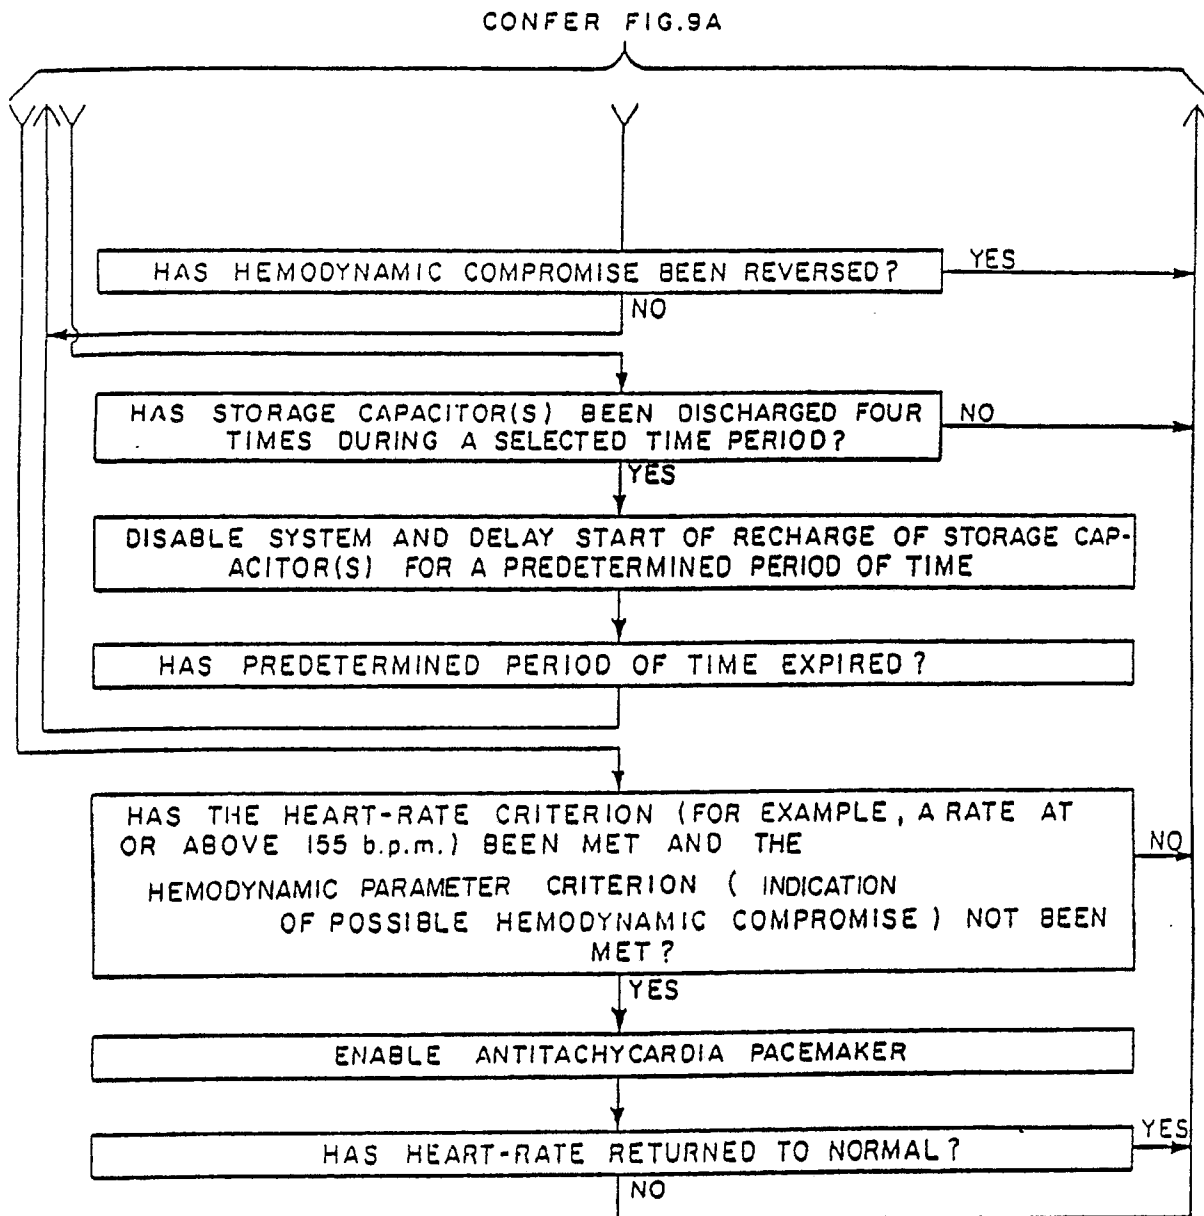 CONFER FIG.9A
HAS HEMODYNAMIC COMPROMISE BEEN REVERSED?
YES
NO
HAS STORAGE CAPACITOR(S) BEEN DISCHARGED FOUR
TIMES DURING A SELECTED TIME PERIOD?
NO
YES
DISABLE SYSTEM AND DELAY START OF RECHARGE OF STORAGE CAP-
ACITOR(S) FOR A PREDETERMINED PERIOD OF TIME
HAS PREDETERMINED PERIOD OF TIME EXPIRED?
HAS THE HEART-RATE CRITERION (FOR EXAMPLE, A RATE AT
OR ABOVE 155 b.p.m.) BEEN MET AND THE
NO
HEMODYNAMIC PARAMETER CRITERION ( INDICATION
OF POSSIBLE HEMODYNAMIC COMPROMISE ) NOT BEEN
MET?
YES
ENABLE ANTITACHYCARDIA PACEMAKER
HAS HEART-RATE RETURNED TO NORMAL?
YES
NO